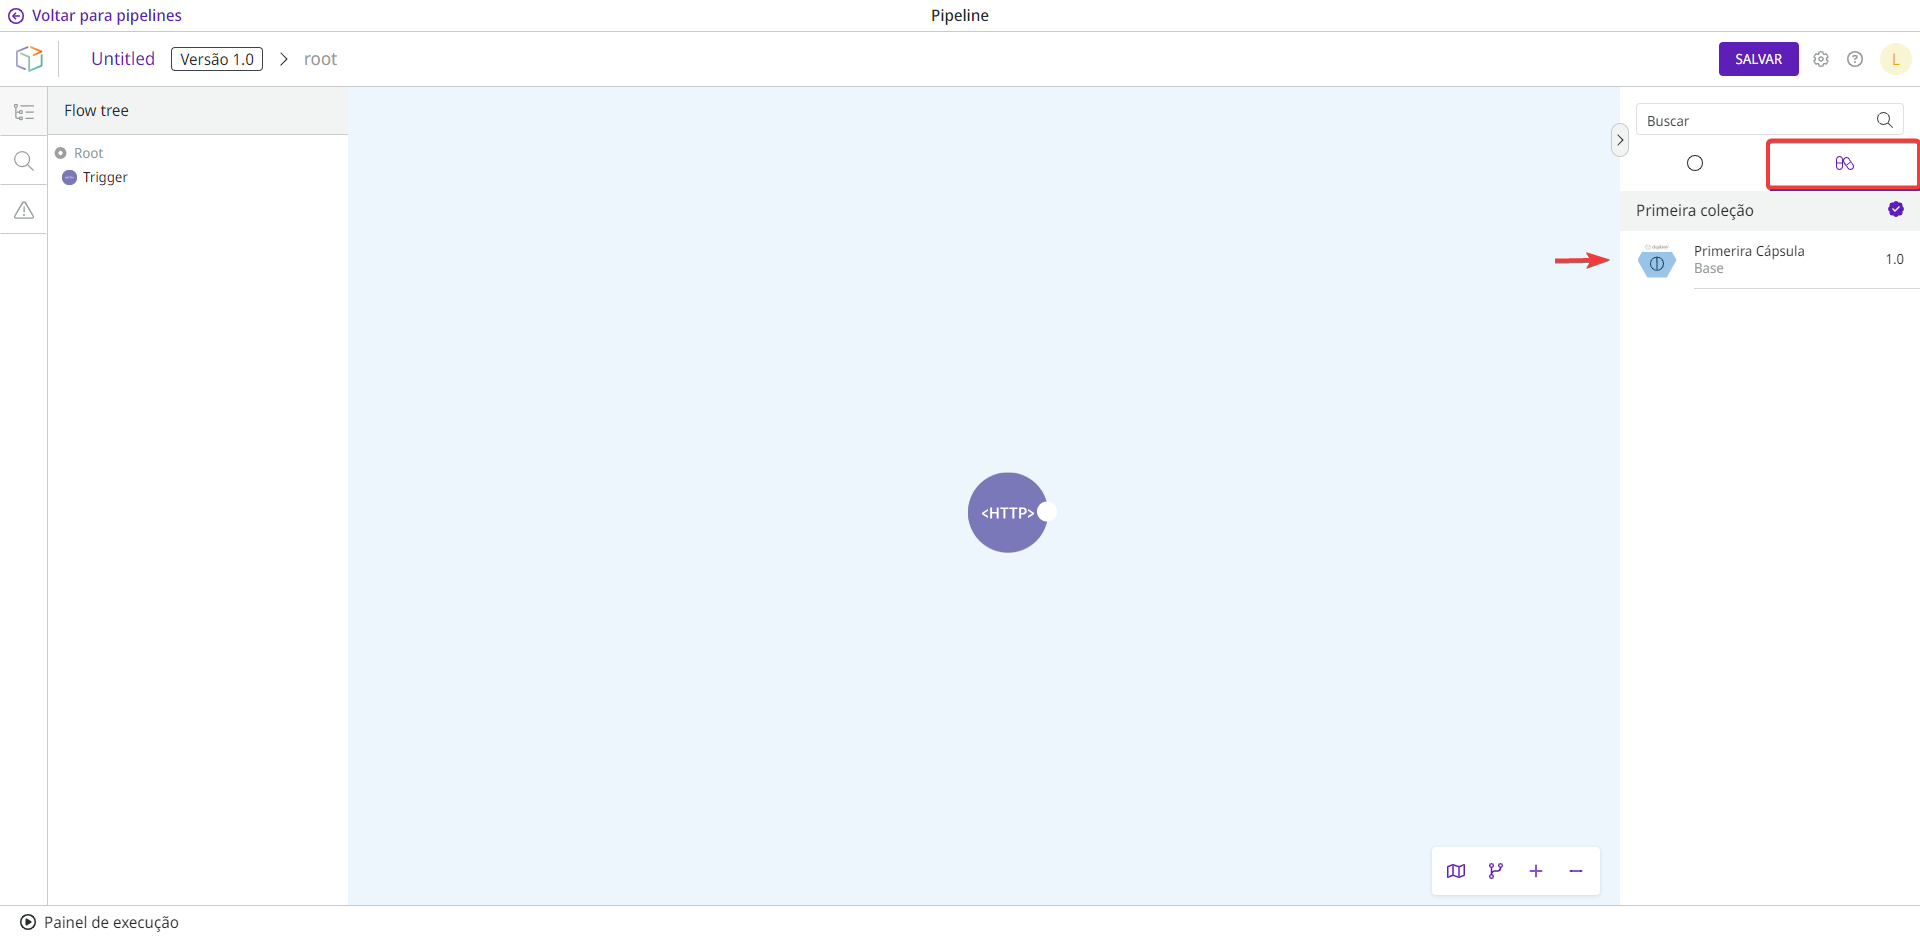 Voltar para pipelines
Pipeline
Untitled
Versão 1.0
root
SALVAR
L
Flow tree
Root
Trigger
<HTTP>
Buscar
Primeira coleção
Primerira Cápsula
Base
1.0
Painel de execução